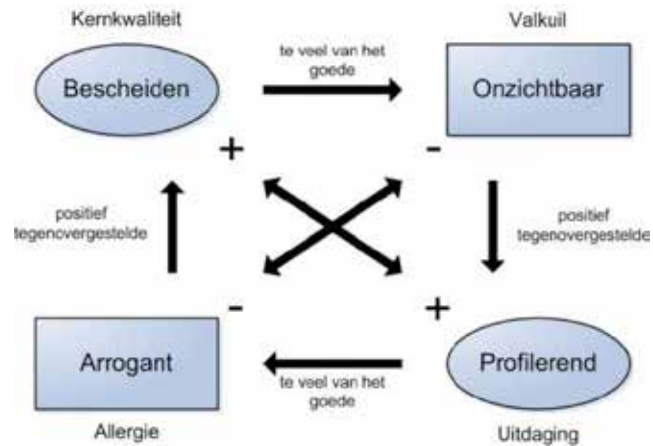 Kernkwaliteit
Valkuil
te veel van het
goede
Bescheiden
Onzichtbaar
+
-
positief
tegenovergestelde
positief
tegenovergestelde
-
+
Arrogant
Profilerend
te veel van het
goede
Allergie
Uitdaging